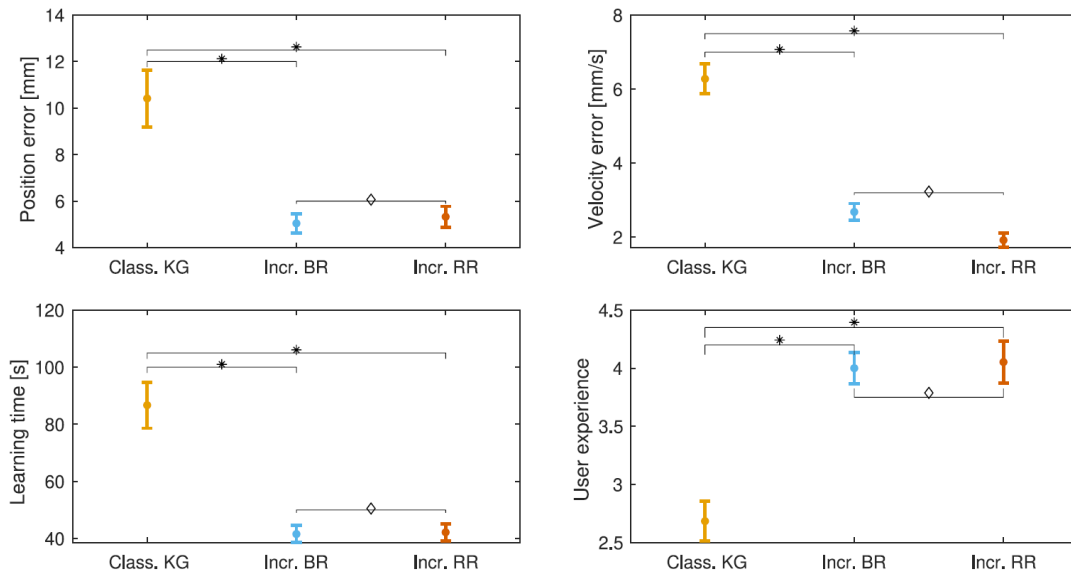 14
12
10
8
6
4
Position error [mm]
Class. KG Incr. BR Incr. RR
8
6
4
2
Velocity error [mm/s]
Class. KG Incr. BR Incr. RR
120
100
80
60
40
Learning time [s]
Class. KG Incr. BR Incr. RR
4.5
4
3.5
3
2.5
User experience
Class. KG Incr. BR Incr. RR